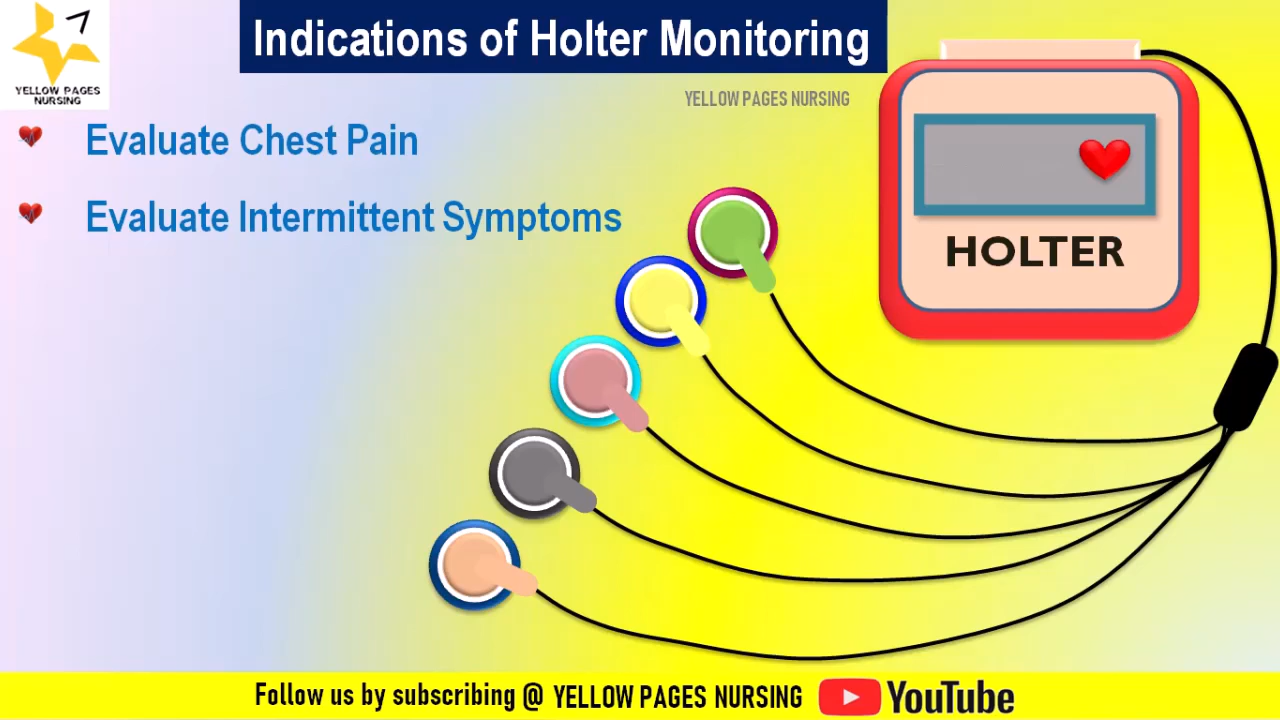 Indications of Holter Monitoring
YELLOW PAGES
NURSING
YELLOW PAGES NURSING
Evaluate Chest Pain
Evaluate Intermittent Symptoms
HOLTER
Follow us by subscribing @ YELLOW PAGES NURSING YouTube